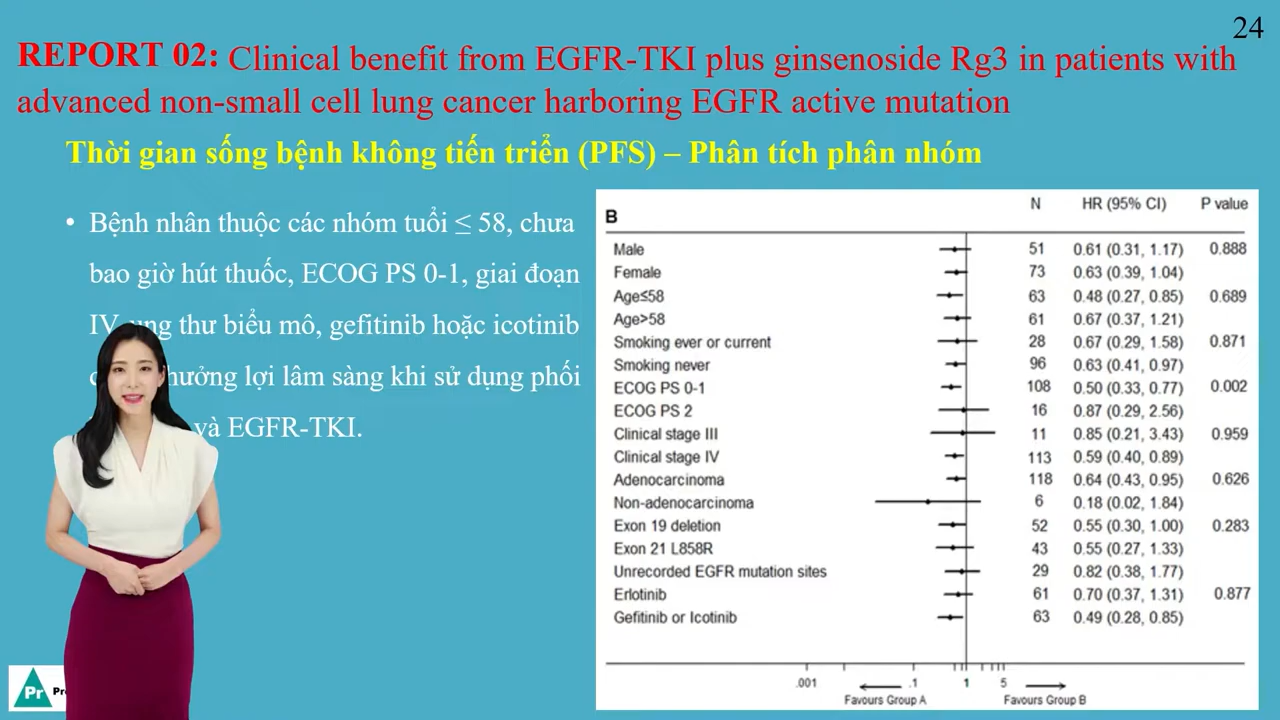 24
REPORT 02: Clinical benefit from EGFR-TKI plus ginsenoside Rg3 in patients with
advanced non-small cell lung cancer harboring EGFR active mutation
Thời gian sống bệnh không tiến triển (PFS) – Phân tích phân nhóm
• Bệnh nhân thuộc các nhóm tuổi ≤ 58, chưa
bao giờ hút thuốc, ECOG PS 0-1, giai đoạn
IV, ung thư biểu mô, gefitinib hoặc icotinib
hưởng lợi lâm sàng khi sử dụng phối
và EGFR-TKI.
B N HR (95% CI) P value
Male 51 0.61 (0.31, 1.17) 0.888
Female 73 0.63 (0.39, 1.04)
Age≤58 63 0.48 (0.27, 0.85) 0.689
Age>58 61 0.67 (0.37, 1.21)
Smoking ever or current 28 0.67 (0.29, 1.58) 0.871
Smoking never 96 0.63 (0.41, 0.97)
ECOG PS 0-1 108 0.50 (0.33, 0.77) 0.002
ECOG PS 2 16 0.87 (0.29, 2.56)
Clinical stage III 11 0.85 (0.21, 3.43) 0.959
Clinical stage IV 113 0.59 (0.40, 0.89)
Adenocarcinoma 118 0.64 (0.43, 0.95) 0.626
Non-adenocarcinoma 6 0.18 (0.02, 1.84)
Exon 19 deletion 52 0.55 (0.30, 1.00) 0.283
Exon 21 L858R 43 0.55 (0.27, 1.33)
Unrecorded EGFR mutation sites 29 0.82 (0.38, 1.77)
Erlotinib 61 0.70 (0.37, 1.31) 0.877
Gefitinib or Icotinib 63 0.49 (0.28, 0.85)
.001 .1 1 5
Favours Group A Favours Group B
Pr